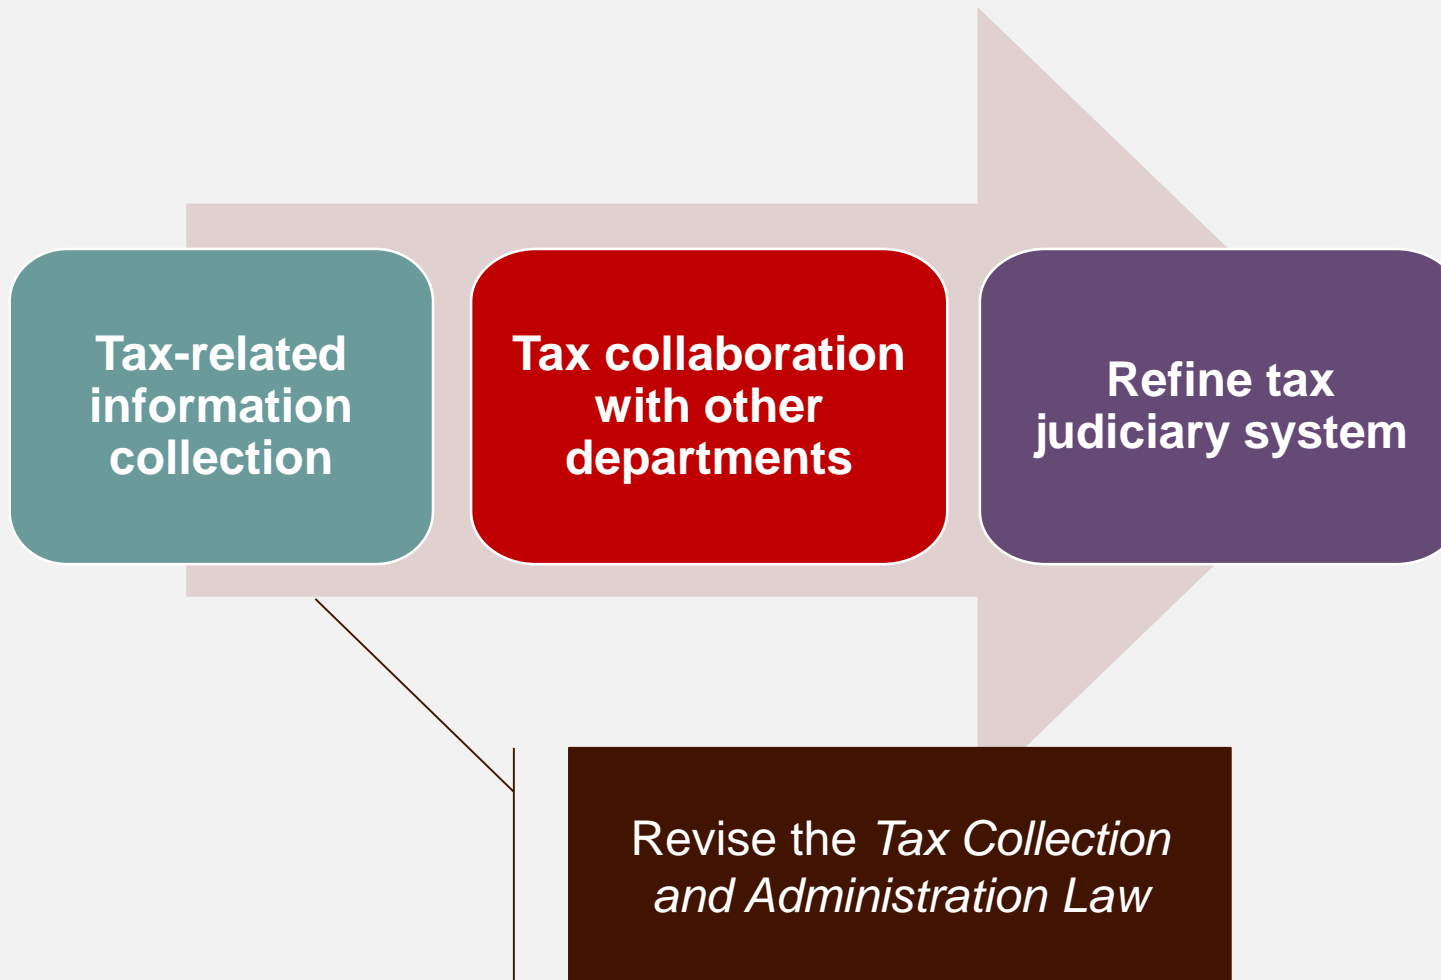 Tax-related
information
collection
Tax collaboration
with other
departments
Refine tax
judiciary system
Revise the Tax Collection
and Administration Law